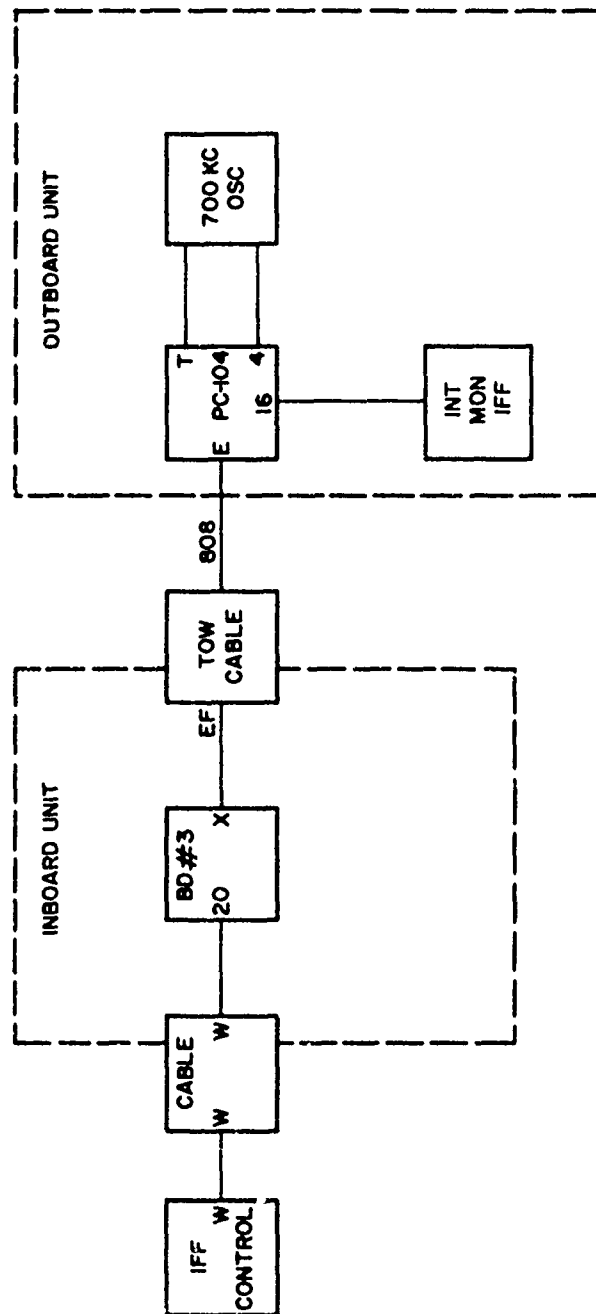 OUTBOARD UNIT
INBOARD UNIT
IFF
CONTROL
W
CABLE
W
W
BD#3
20
X
EF
TOW
CABLE
808
E
PC-104
T
16
4
700 KC
OSC
INT
MON
IFF